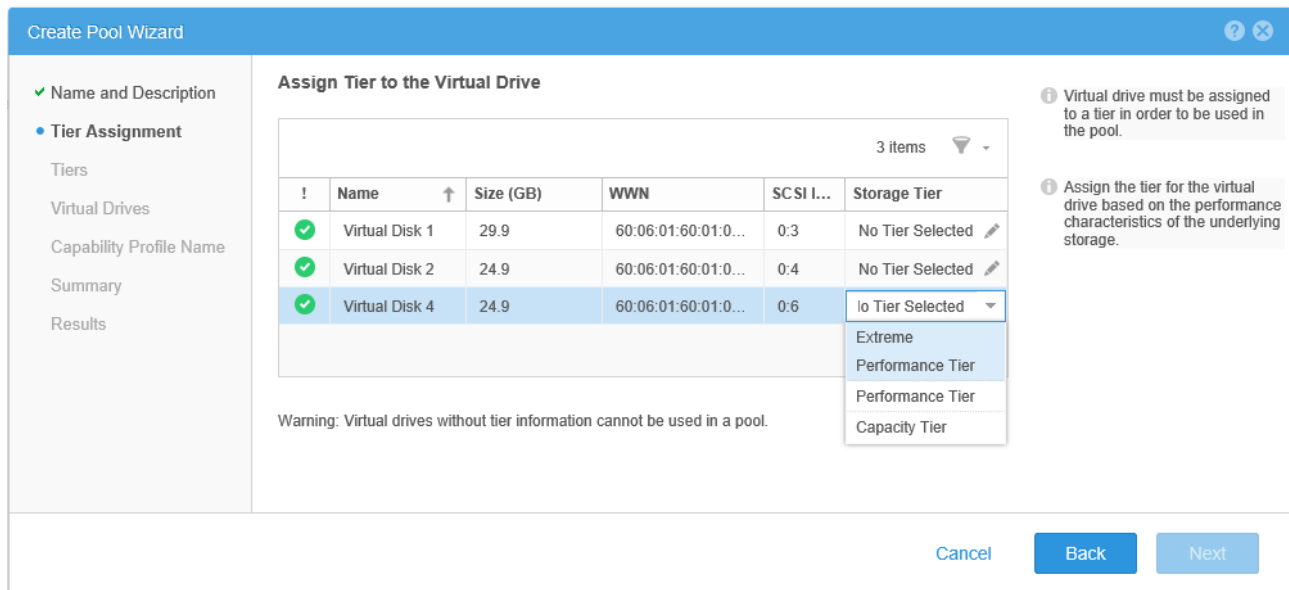 Create Pool Wizard
Name and Description
Tier Assignment
Tiers
Virtual Drives
Capability Profile Name
Summary
Results
Assign Tier to the Virtual Drive
3 items
! Name Size (GB) WWN SCSI I... Storage Tier
Virtual Disk 1 29.9 60:06:01:60:01:0... 0:3 No Tier Selected
Virtual Disk 2 24.9 60:06:01:60:01:0... 0:4 No Tier Selected
Virtual Disk 4 24.9 60:06:01:60:01:0... 0:6 lo Tier Selected
Extreme
Performance Tier
Performance Tier
Capacity Tier
Warning: Virtual drives without tier information cannot be used in a pool.
Virtual drive must be assigned
to a tier in order to be used in
the pool.
Assign the tier for the virtual
drive based on the performance
characteristics of the underlying
storage.
Cancel
Back
Next